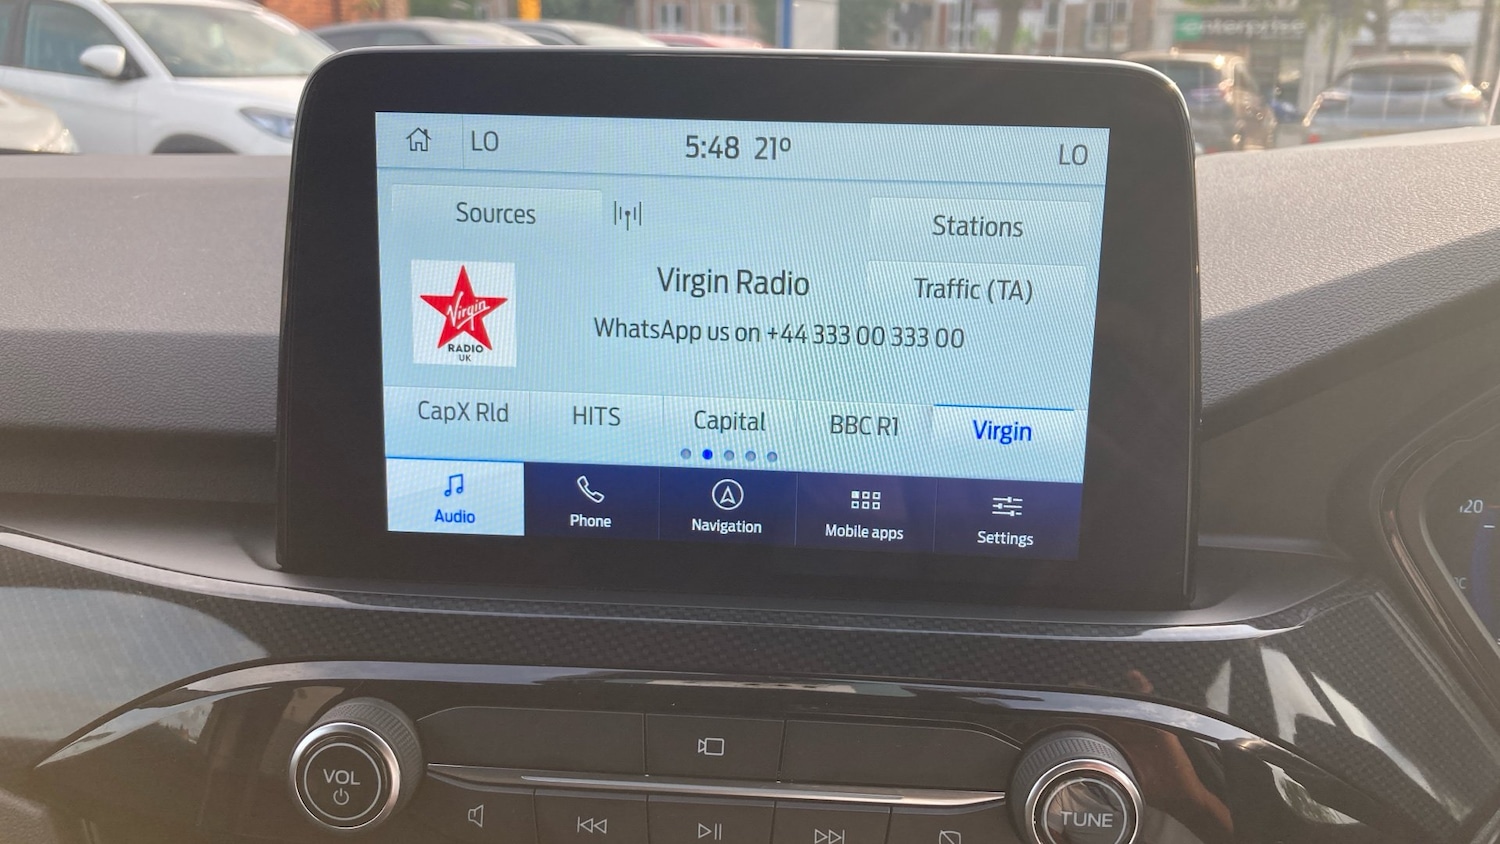 enterprise
LO
5:48 21º
LO
Sources
Stations
Virgin Radio
Traffic (TA)
WhatsApp us on +44 333 00 333 00
Virgin
RADIO
UK
CapX Rld
HITS
Capital
BBC R1
Virgin
Audio
Phone
Navigation
Mobile apps
Settings
VOL
TUNE